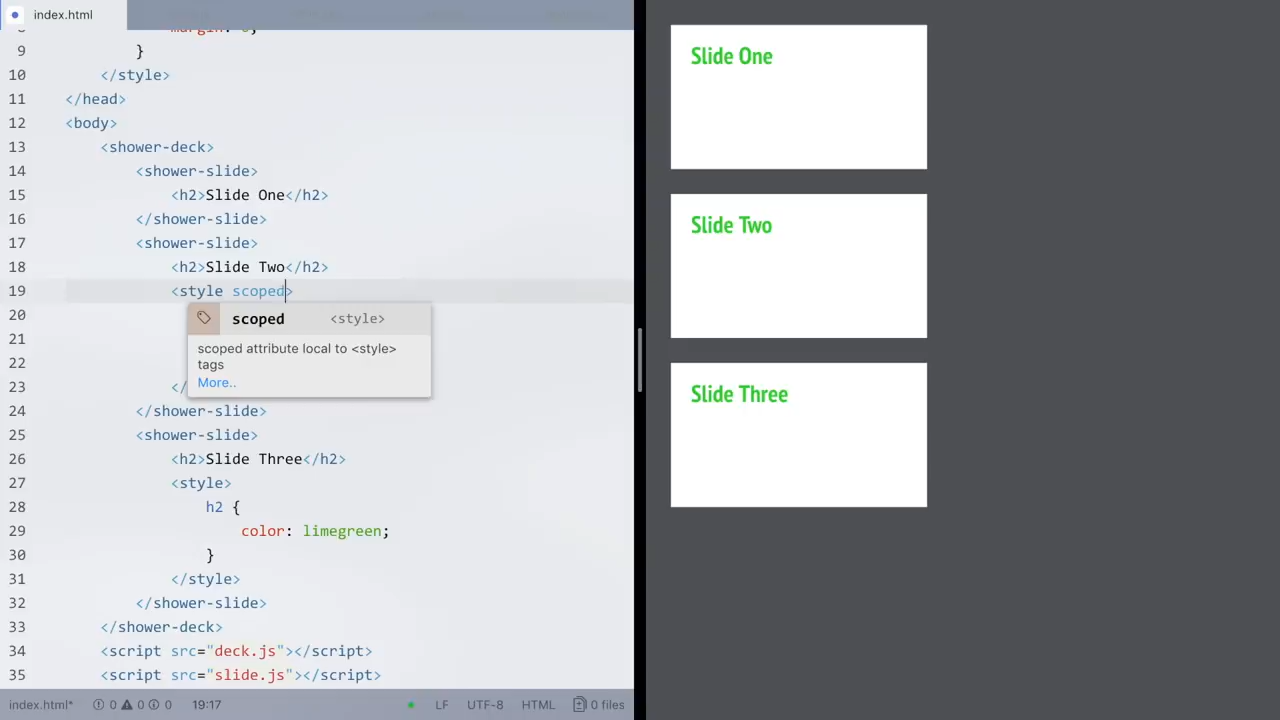 index.html
9 }
10 </style>
11 </head>
12 <body>
13 <shower-deck>
14 <shower-slide>
15 <h2>Slide One</h2>
16 </shower-slide>
17 <shower-slide>
18 <h2>Slide Two</h2>
19 <style scoped>
20
21
22
23 </
24 </shower-slide>
25 <shower-slide>
26 <h2>Slide Three</h2>
27 <style>
28 h2 {
29 color: limegreen;
30 }
31 </style>
32 </shower-slide>
33 </shower-deck>
34 <script src="deck.js"></script>
35 <script src="slide.js"></script>
scoped <style>
scoped attribute local to <style>
tags
More..
index.html* 0 0 0 19:17 LF UTF-8 HTML 0 files
Slide One
Slide Two
Slide Three